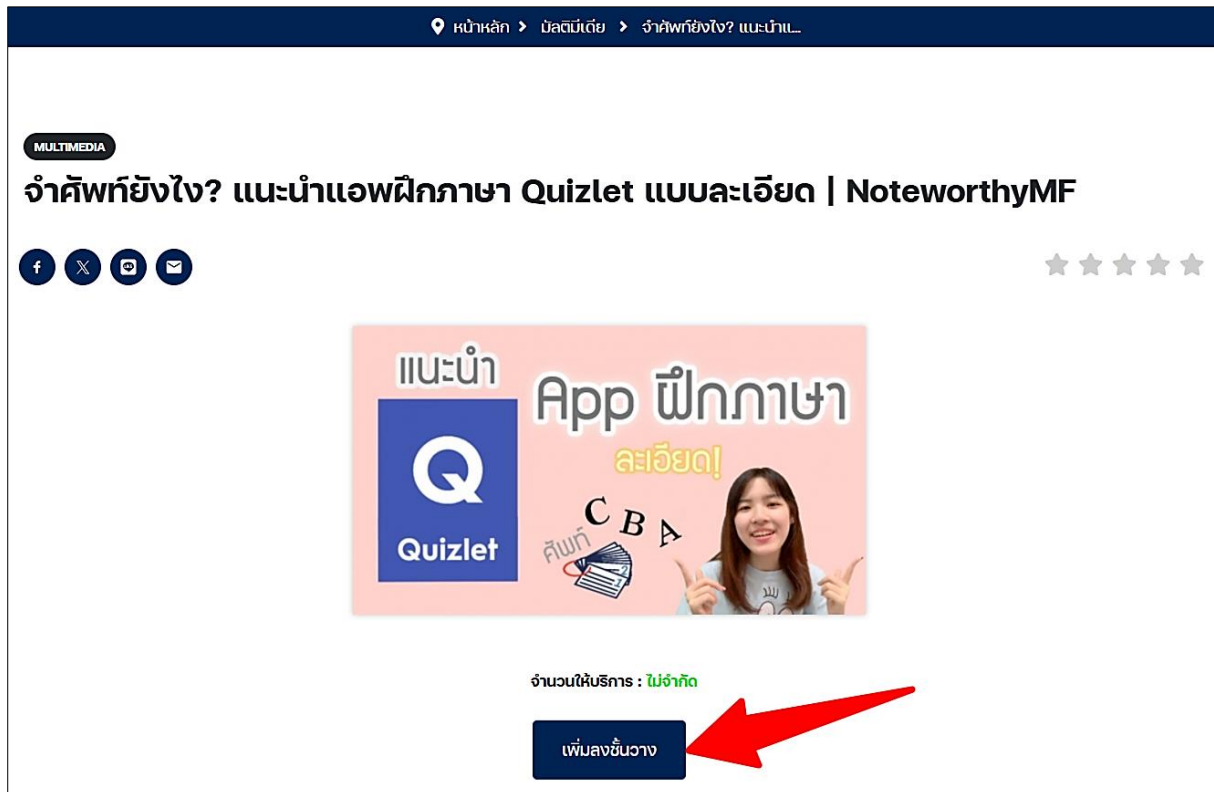 หน้าหลัก > มัลติมีเดีย > จำศัพท์ยังไง? แนะนำแ...
MULTIMEDIA
จำศัพท์ยังไง? แนะนำแอพฝึกภาษา Quizlet แบบละเอียด | NoteworthyMF
แนะนำ
App ฝึกภาษา
ละเอียด!
Q
Quizlet
C B A
ศัพท์
จำนวนให้บริการ : ไม่จำกัด
เพิ่มลงชั้นวาง